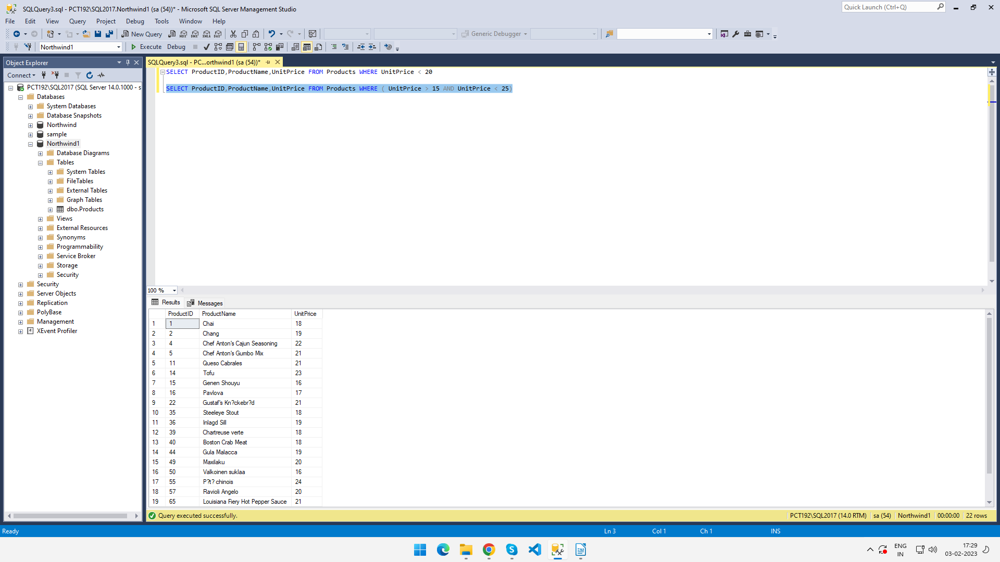 SQLQuery3.sql - PCT192\SQL2017.Northwind1 (sa (54))* - Microsoft SQL Server Management Studio
Quick Launch (Ctrl+Q)
File Edit View Query Project Debug Tools Window Help
New Query MDX DMX XMLA DAX Generic Debugger
Northwind1 Execute Debug
Object Explorer
SQLQuery3.sql - PC...orthwind1 (sa (54))*
Connect
PCT192\SQL2017 (SQL Server 14.0.1000 - s
Databases
System Databases
Database Snapshots
Northwind
sample
Northwind1
Database Diagrams
Tables
System Tables
FileTables
External Tables
Graph Tables
dbo.Products
Views
External Resources
Synonyms
Programmability
Service Broker
Storage
Security
Security
Server Objects
Replication
PolyBase
Management
XEvent Profiler
SELECT ProductID,ProductName,UnitPrice FROM Products WHERE UnitPrice < 20
SELECT ProductID,ProductName,UnitPrice FROM Products WHERE ( UnitPrice > 15 AND UnitPrice < 25)
100 %
Results Messages
ProductID ProductName UnitPrice
1 1 Chai 18
2 2 Chang 19
3 4 Chef Anton's Cajun Seasoning 22
4 5 Chef Anton's Gumbo Mix 21
5 11 Queso Cabrales 21
6 14 Tofu 23
7 15 Genen Shouyu 16
8 16 Pavlova 17
9 22 Gustaf's Kn?ckebr?d 21
10 35 Steeleye Stout 18
11 36 Inlagd Sill 19
12 39 Chartreuse verte 18
13 40 Boston Crab Meat 18
14 44 Gula Malacca 19
15 49 Maxilaku 20
16 50 Valkoinen suklaa 16
17 55 P?t? chinois 24
18 57 Ravioli Angelo 20
19 65 Louisiana Fiery Hot Pepper Sauce 21
Query executed successfully.
PCT192\SQL2017 (14.0 RTM) sa (54) Northwind1 00:00:00 22 rows
Ready Ln 3 Col 1 Ch 1 INS
ENG
IN
17:29
03-02-2023